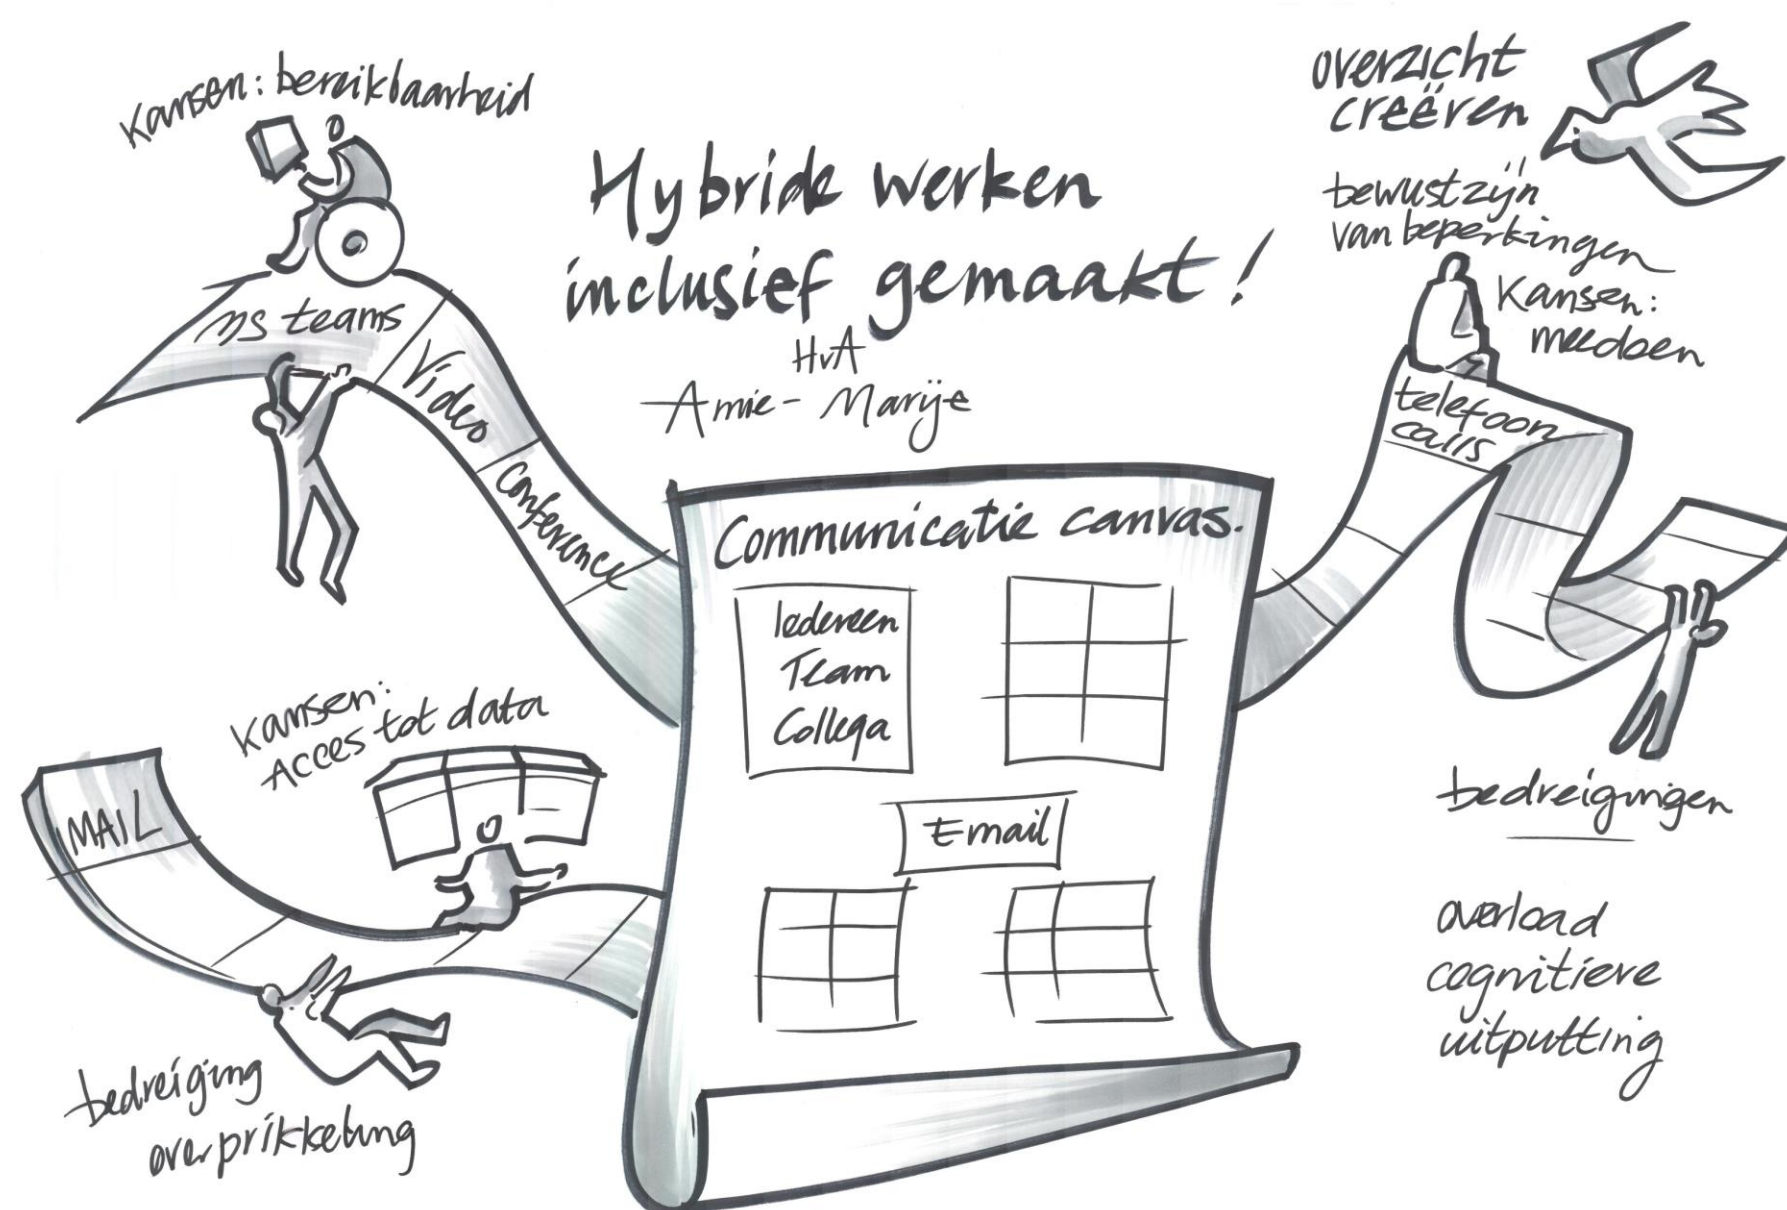 Hybride werken
inclusief gemaakt!
HvA
Amie-Marije
Kansen: bereikbaarheid
MS teams
Video
Conference
overzicht
creëren
bewustzijn
van beperkingen
Kansen:
meedoen
telefoon
calls
Communicatie canvas.
Iedereen
Team
Collega
Email
Kansen:
Acces tot data
MAIL
bedreiging
overprikkeling
bedreigingen
overload
cognitieve
uitputting